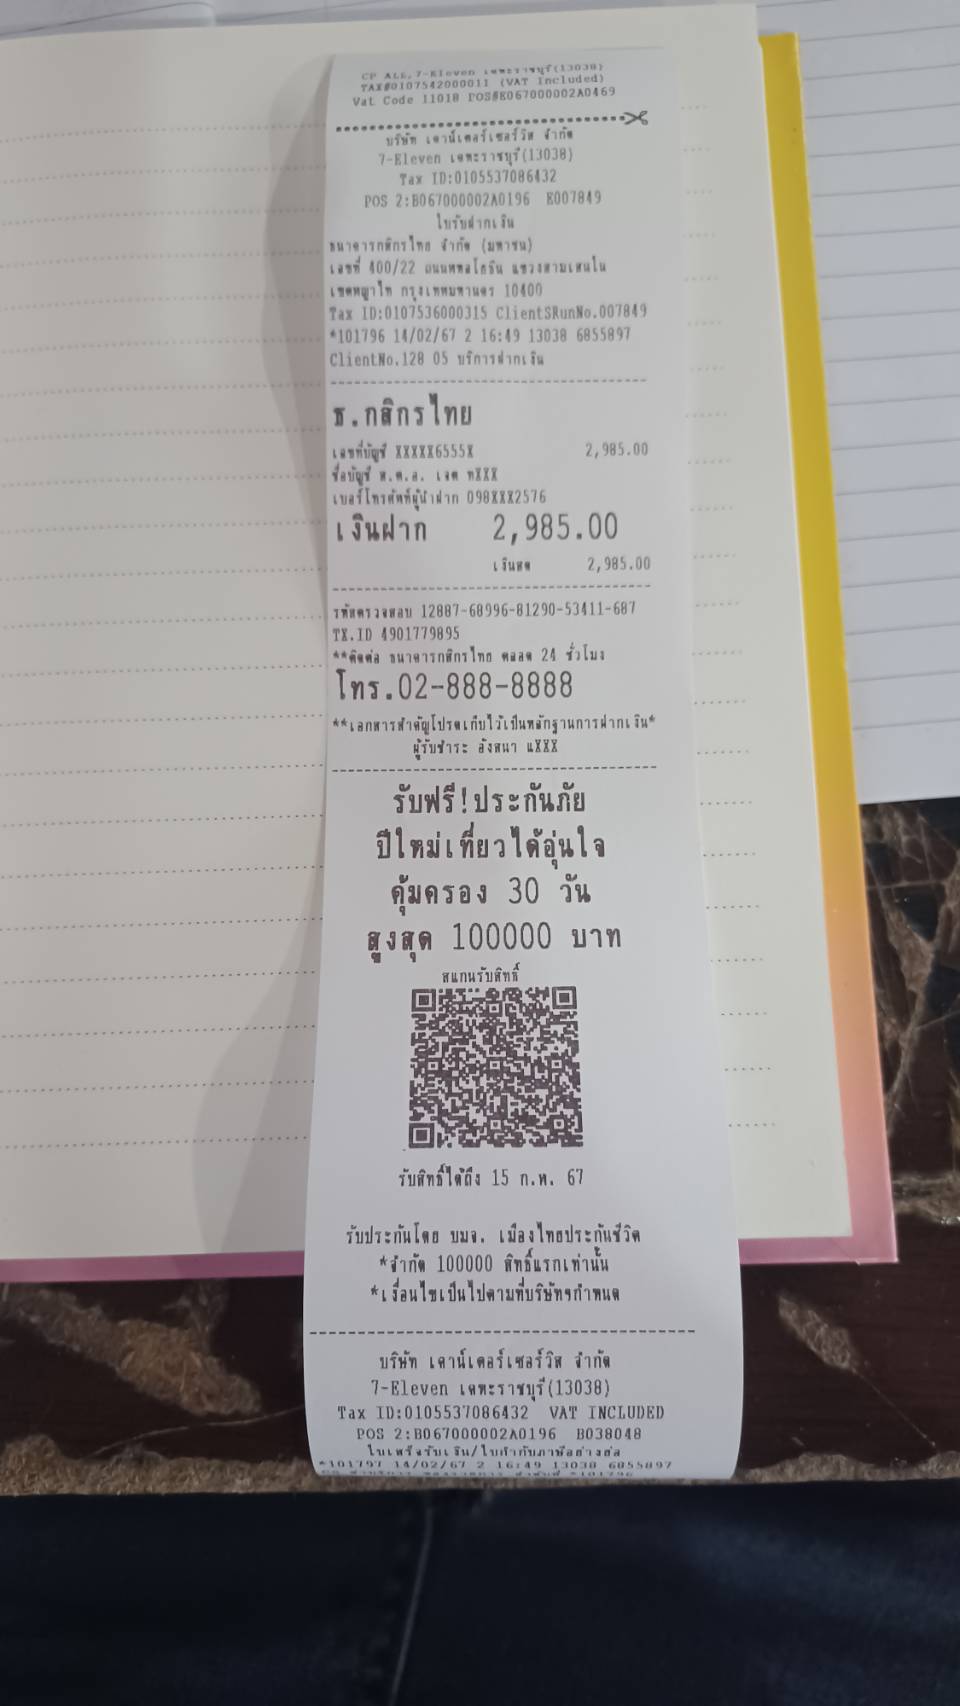 CP ALL,7-Eleven เคหะราชบุรี(13038)
TAX#0107542000011 (VAT Included)
Vat Code 11018 POS#E067000002A0469
บริษัท เคาน์เตอร์เซอร์วิส จำกัด
7-Eleven เคหะราชบุรี(13038)
Tax ID:0105537086432
POS 2:B067000002A0196 E007849
ใบรับฝากเงิน
ธนาคารกสิกรไทย จำกัด (มหาชน)
เลขที่ 400/22 ถนนพหลโยธิน แขวงสามเสนใน
เขตพญาไท กรุงเทพมหานคร 10400
Tax ID:0107536000315 ClientSRunNo.007849
*101796 14/02/67 2 16:49 13038 6855897
ClientNo.128 05 บริการฝากเงิน
ธ.กสิกรไทย
เลขที่บัญชี XXXXX6555X 2,985.00
ชื่อบัญชี ส.ต.อ. เจต ทXXX
เบอร์โทรศัพท์ผู้นำฝาก 098XXX2576
เงินฝาก 2,985.00
เงินสด 2,985.00
รหัสตรวจสอบ 12887-68996-81290-53411-687
TX.ID 4901779895
**ติดต่อ ธนาคารกสิกรไทย ตลอด 24 ชั่วโมง
โทร.02-888-8888
**เอกสารสำคัญโปรดเก็บไว้เป็นหลักฐานการฝากเงิน*
ผู้รับชำระ อังสนา แXXX
รับฟรี!ประกันภัย
ปีใหม่เที่ยวได้อุ่นใจ
คุ้มครอง 30 วัน
สูงสุด 100000 บาท
สแกนรับสิทธิ์
รับสิทธิ์ได้ถึง 15 ก.พ. 67
รับประกันโดย บมจ. เมืองไทยประกันชีวิต
*จำกัด 100000 สิทธิ์แรกเท่านั้น
*เงื่อนไขเป็นไปตามที่บริษัทฯกำหนด
บริษัท เคาน์เตอร์เซอร์วิส จำกัด
7-Eleven เคหะราชบุรี(13038)
Tax ID:0105537086432 VAT INCLUDED
POS 2:B067000002A0196 B038048
ใบเสร็จรับเงิน/ใบกำกับภาษีอย่างย่อ
*101797 14/02/67 2 16:49 13038 6855897